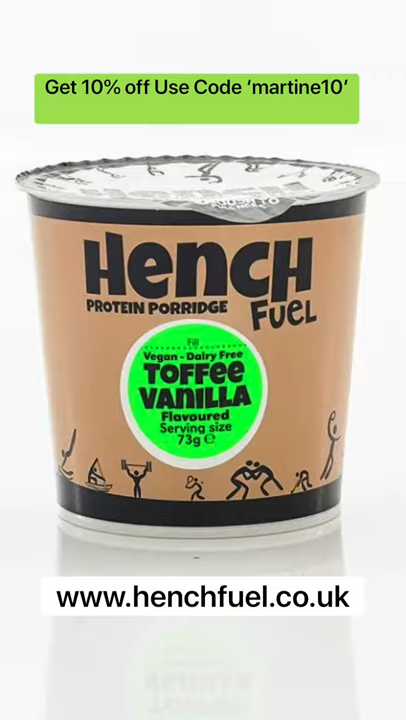 Get 10% off Use Code ‘martine10’
HencH
PROTEIN PORRIDGE
FUeL
Fill
Vegan - Dairy Free
TOFFee
VANILLA
Flavoured
Serving size
73g ℮
www.henchfuel.co.uk